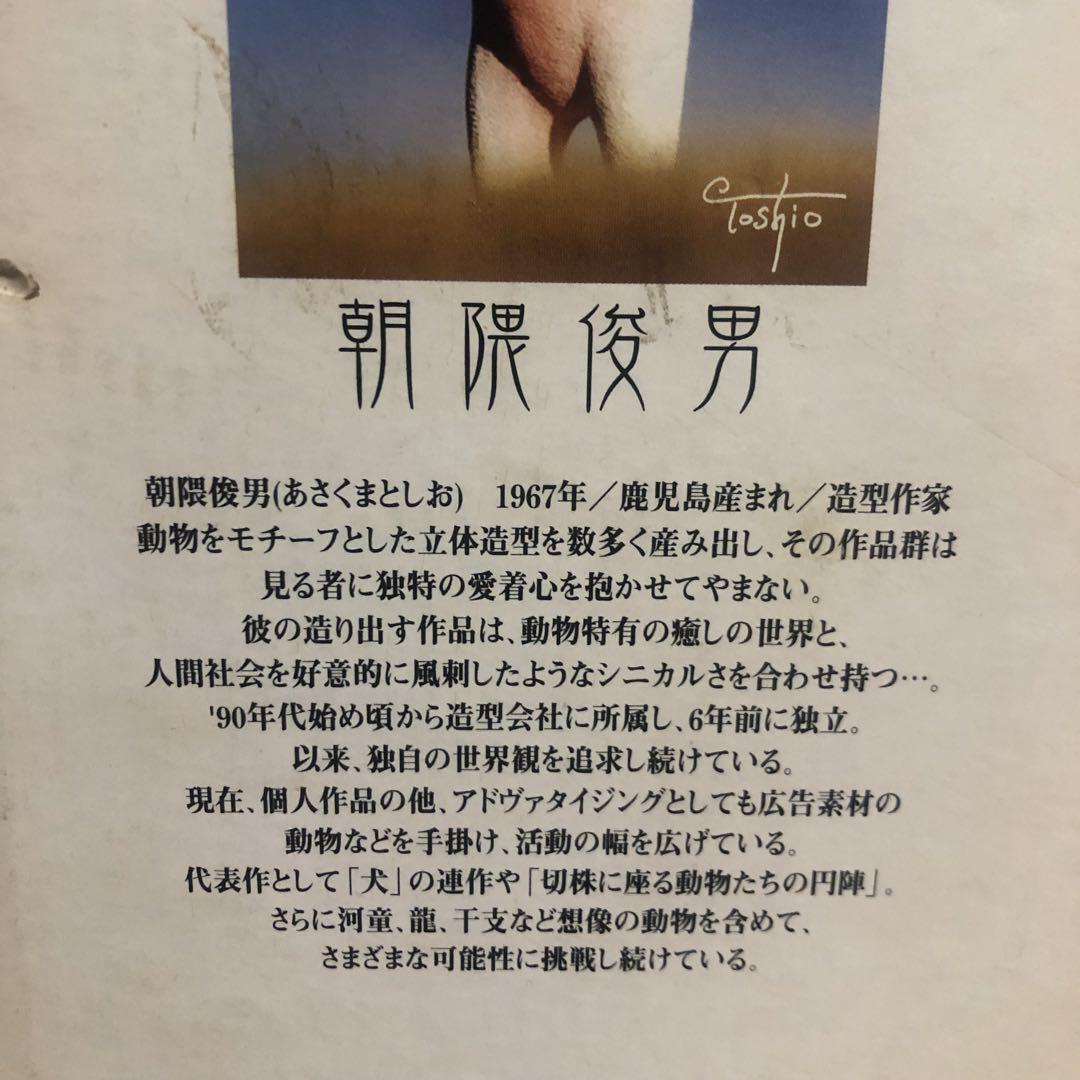 Toshio
朝隈俊男
朝隈俊男(あさくまとしお)　1967年／鹿児島産まれ／造型作家
動物をモチーフとした立体造型を数多く産み出し、その作品群は
見る者に独特の愛着心を抱かせてやまない。
彼の造り出す作品は、動物特有の癒しの世界と、
人間社会を好意的に風刺したようなシニカルさを合わせ持つ…。
'90年代始め頃から造型会社に所属し、6年前に独立。
以来、独自の世界観を追求し続けている。
現在、個人作品の他、アドヴァタイジングとしても広告素材の
動物などを手掛け、活動の幅を広げている。
代表作として「犬」の連作や「切株に座る動物たちの円陣」。
さらに河童、龍、干支など想像の動物を含めて、
さまざまな可能性に挑戦し続けている。